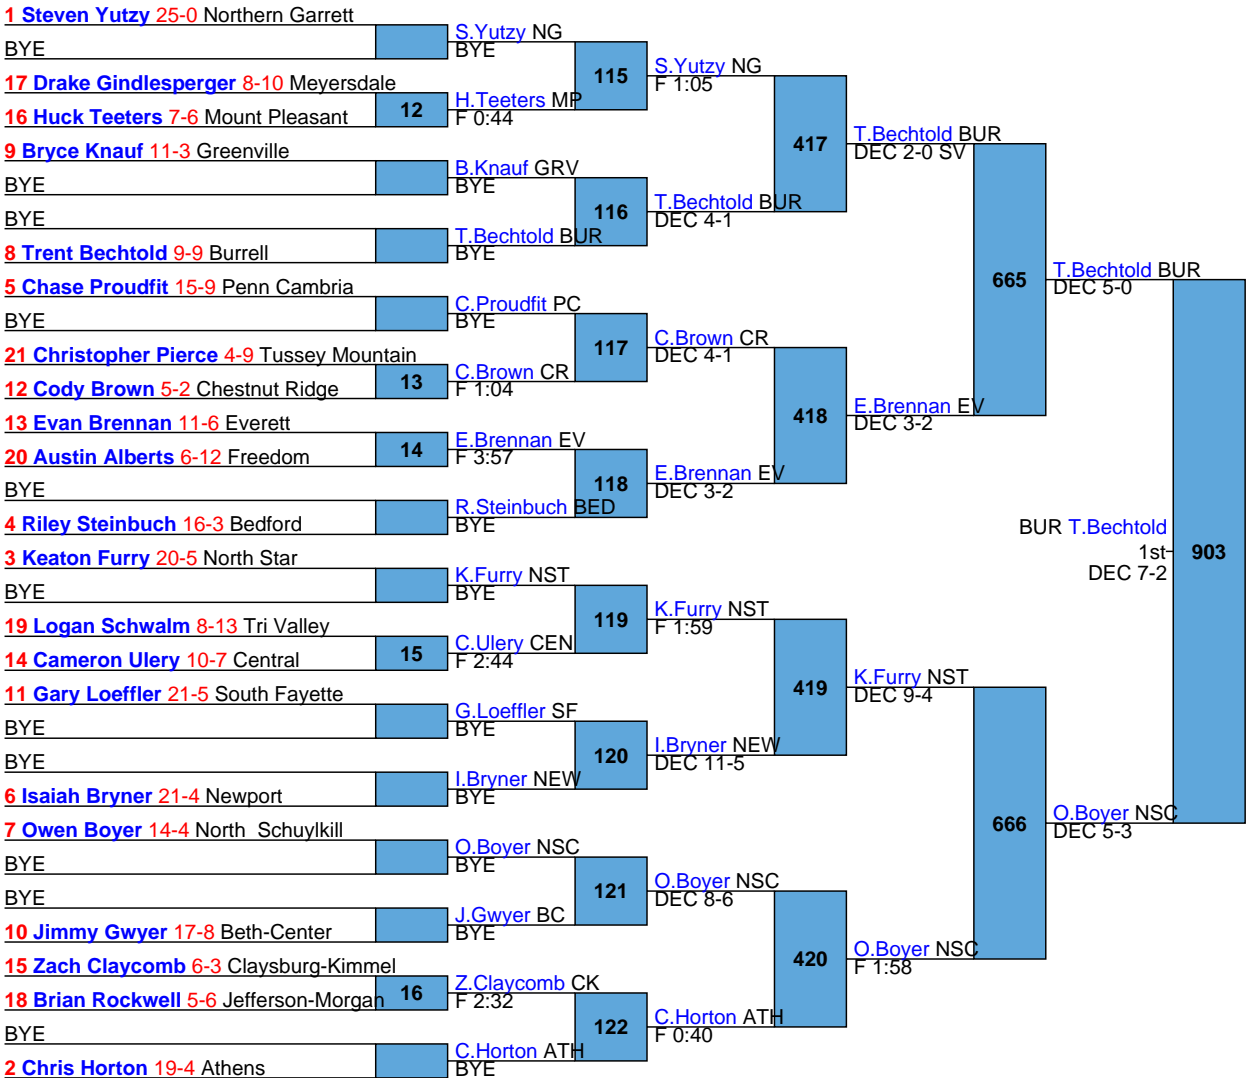 1 Steven Yutzy 25-0 Northern Garrett
BYE
17 Drake Gindlesperger 8-10 Meyersdale
16 Huck Teeters 7-6 Mount Pleasant
9 Bryce Knauf 11-3 Greenville
BYE
BYE
8 Trent Bechtold 9-9 Burrell
5 Chase Proudfit 15-9 Penn Cambria
BYE
21 Christopher Pierce 4-9 Tussey Mountain
12 Cody Brown 5-2 Chestnut Ridge
13 Evan Brennan 11-6 Everett
20 Austin Alberts 6-12 Freedom
BYE
4 Riley Steinbuch 16-3 Bedford
3 Keaton Furry 20-5 North Star
BYE
19 Logan Schwalm 8-13 Tri Valley
14 Cameron Ulery 10-7 Central
11 Gary Loeffler 21-5 South Fayette
BYE
BYE
6 Isaiah Bryner 21-4 Newport
7 Owen Boyer 14-4 North  Schuylkill
BYE
BYE
10 Jimmy Gwyer 17-8 Beth-Center
15 Zach Claycomb 6-3 Claysburg-Kimmel
18 Brian Rockwell 5-6 Jefferson-Morgan
BYE
2 Chris Horton 19-4 Athens
12
13
14
15
16
S.Yutzy NG
BYE
H.Teeters MP
F 0:44
B.Knauf GRV
BYE
T.Bechtold BUR
BYE
C.Proudfit PC
BYE
C.Brown CR
F 1:04
E.Brennan EV
F 3:57
R.Steinbuch BED
BYE
K.Furry NST
BYE
C.Ulery CEN
F 2:44
G.Loeffler SF
BYE
I.Bryner NEW
BYE
O.Boyer NSC
BYE
J.Gwyer BC
BYE
Z.Claycomb CK
F 2:32
C.Horton ATH
BYE
115
116
117
118
119
120
121
122
S.Yutzy NG
F 1:05
T.Bechtold BUR
DEC 4-1
C.Brown CR
DEC 4-1
E.Brennan EV
DEC 3-2
K.Furry NST
F 1:59
I.Bryner NEW
DEC 11-5
O.Boyer NSC
DEC 8-6
C.Horton ATH
F 0:40
417
418
419
420
T.Bechtold BUR
DEC 2-0 SV
E.Brennan EV
DEC 3-2
K.Furry NST
DEC 9-4
O.Boyer NSC
F 1:58
665
666
T.Bechtold BUR
DEC 5-0
O.Boyer NSC
DEC 5-3
903
BUR T.Bechtold
1st
DEC 7-2